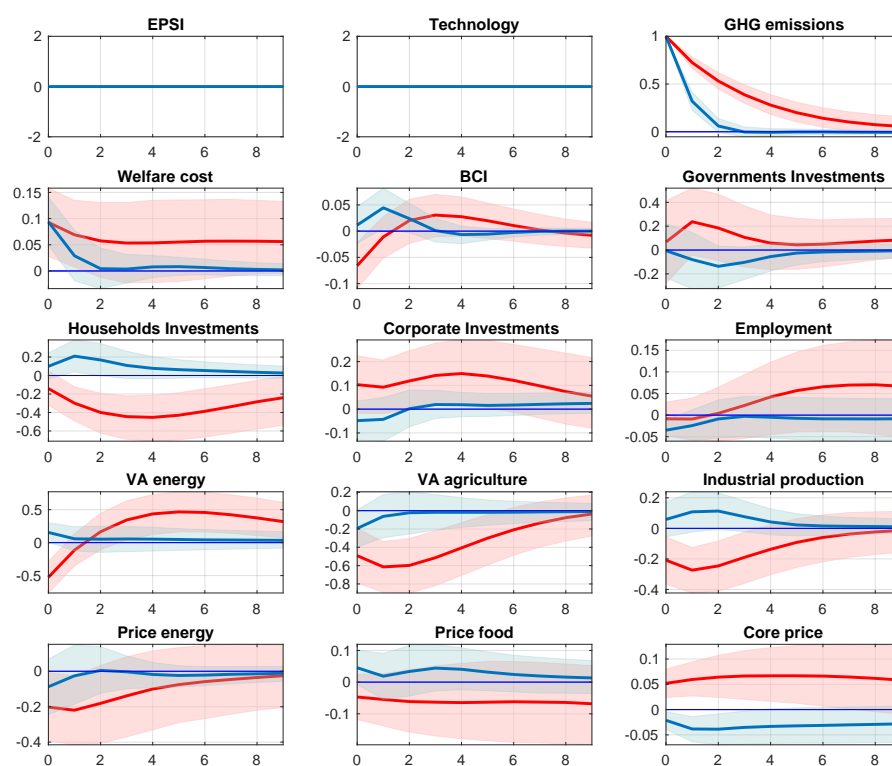 EPSI Technology GHG emissions
2 2 1
0 0 0.5
-2 -2 0
0 2 4 6 8 0 2 4 6 8 0 2 4 6 8
Welfare cost BCI Governments Investments
0.15 0.05 0.4
0.1 0 0.2
0.05 -0.05 0
0 -0.1 -0.2
0 2 4 6 8 0 2 4 6 8 0 2 4 6 8
Households Investments Corporate Investments Employment
0.2 0.2 0.15
0 0.1 0.1
-0.2 0 0.05
-0.4 -0.1 0
-0.6 -0.05
0 2 4 6 8 0 2 4 6 8 0 2 4 6 8
VA energy VA agriculture Industrial production
0.5 0.2 0.2
0 0 0
-0.5 -0.2 -0.2
-0.4 -0.4
-0.6
-0.8
0 2 4 6 8 0 2 4 6 8 0 2 4 6 8
Price energy Price food Core price
0 0.1 0.1
-0.2 0 0.05
-0.4 -0.1 0
-0.05
0 2 4 6 8 0 2 4 6 8 0 2 4 6 8